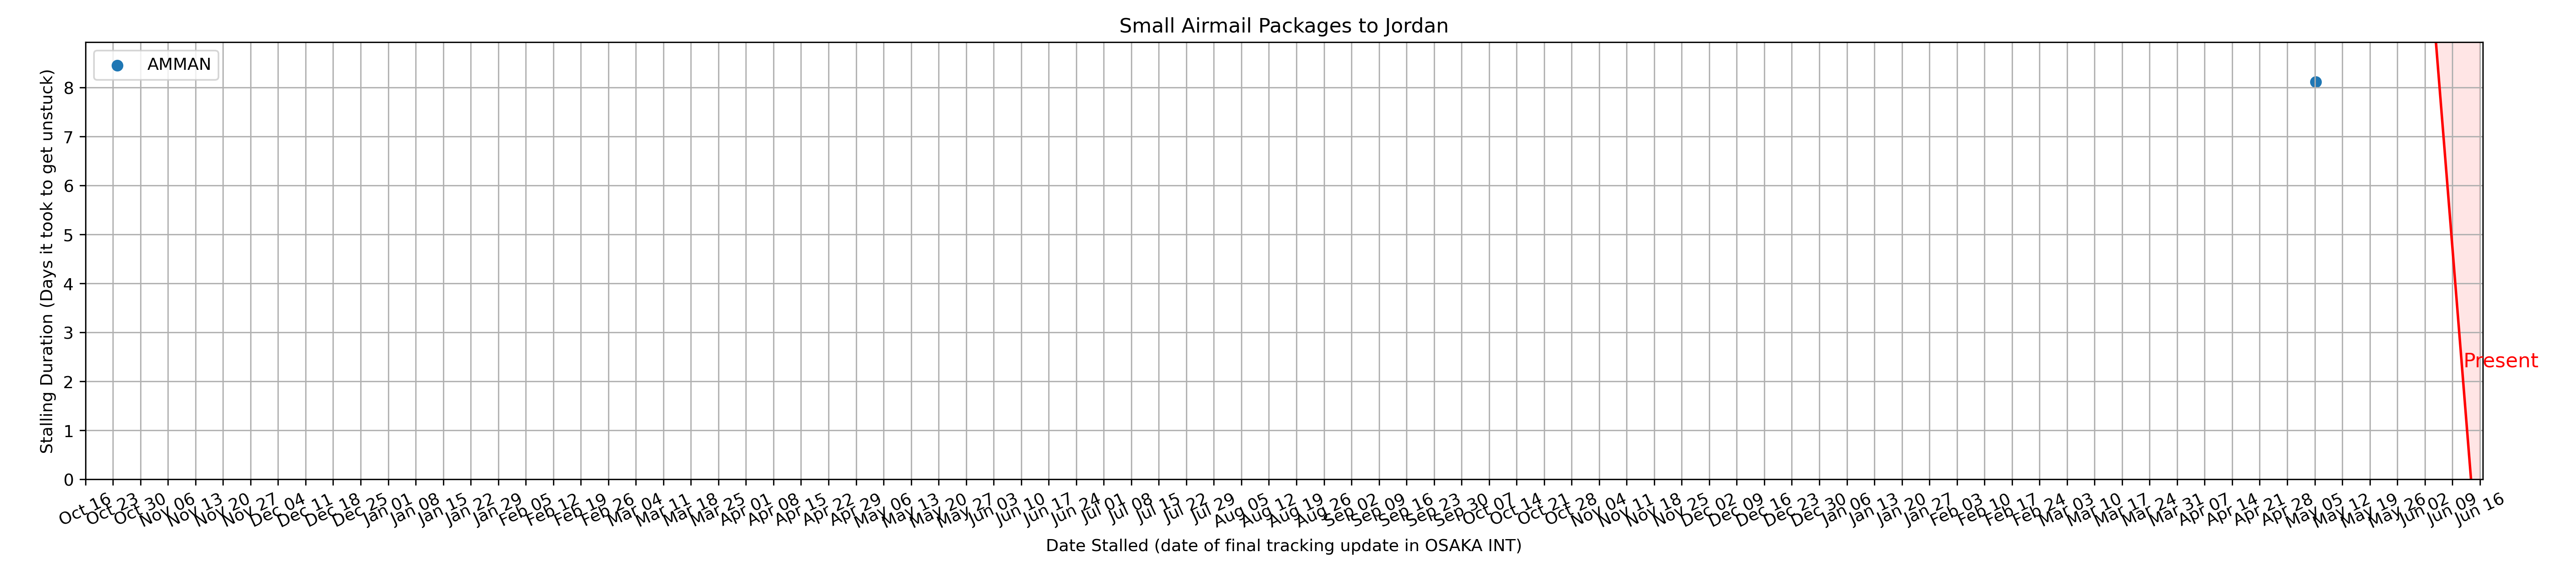 Small Airmail Packages to Jordan
AMMAN
Stalling Duration (Days it took to get unstuck)
8
7
6
5
4
3
2
1
0
Present
Oct 16 Oct 23 Oct 30 Nov 06 Nov 13 Nov 20 Nov 27 Dec 04 Dec 11 Dec 18 Dec 25 Jan 01 Jan 08 Jan 15 Jan 22 Jan 29 Feb 05 Feb 12 Feb 19 Feb 26 Mar 04 Mar 11 Mar 18 Mar 25 Apr 01 Apr 08 Apr 15 Apr 22 Apr 29 May 06 May 13 May 20 May 27 Jun 03 Jun 10 Jun 17 Jun 24 Jul 01 Jul 08 Jul 15 Jul 22 Jul 29 Aug 05 Aug 12 Aug 19 Aug 26 Sep 02 Sep 09 Sep 16 Sep 23 Sep 30 Oct 07 Oct 14 Oct 21 Oct 28 Nov 04 Nov 11 Nov 18 Nov 25 Dec 02 Dec 09 Dec 16 Dec 23 Dec 30 Jan 06 Jan 13 Jan 20 Jan 27 Feb 03 Feb 10 Feb 17 Feb 24 Mar 03 Mar 10 Mar 17 Mar 24 Mar 31 Apr 07 Apr 14 Apr 21 Apr 28 May 05 May 12 May 19 May 26 Jun 02 Jun 09 Jun 16
Date Stalled (date of final tracking update in OSAKA INT)